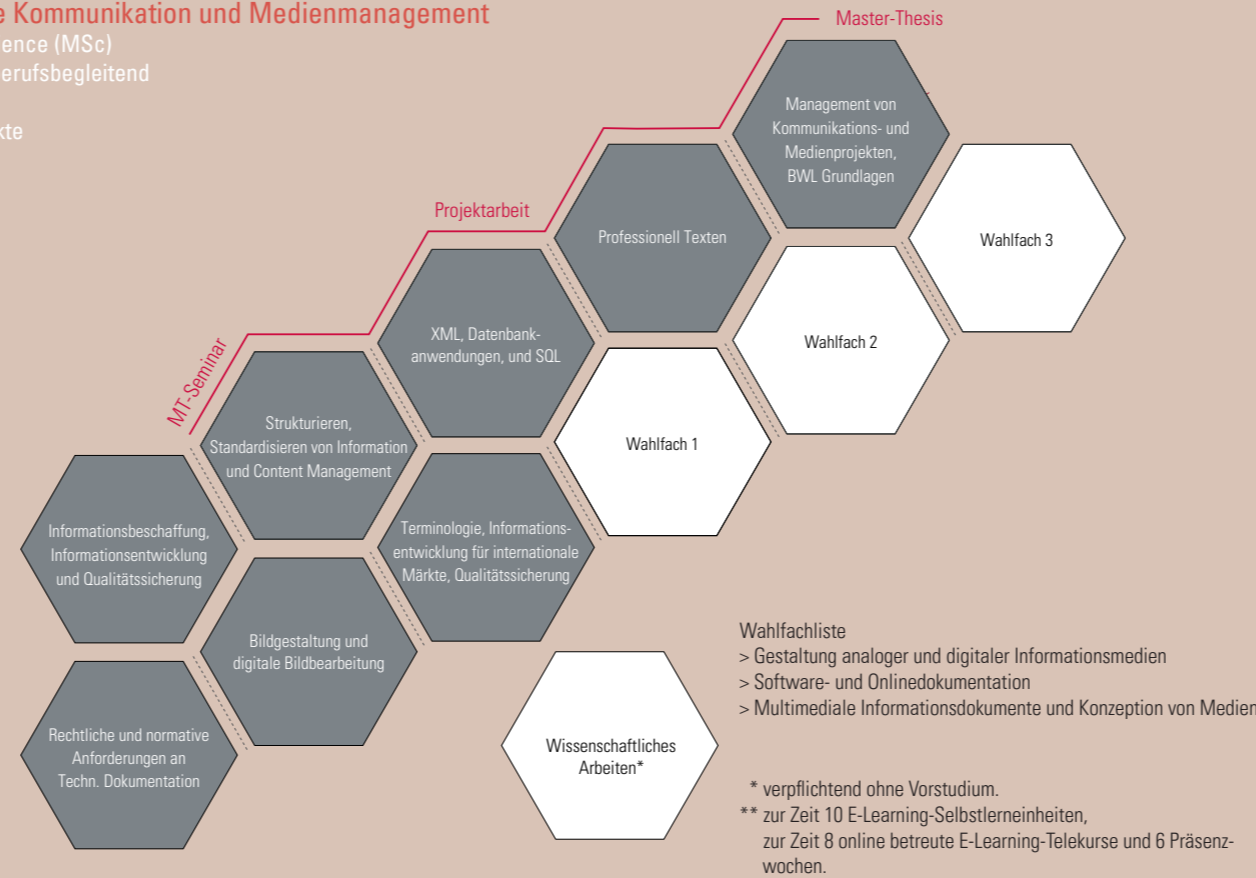 e Kommunikation und Medienmanagement
ence (MSc)
erufsbegleitend
kte
Master-Thesis
Management von
Kommunikations- und
Medienprojekten,
BWL Grundlagen
Projektarbeit
Professionell Texten
Wahlfach 3
MT-Seminar
XML, Datenbank-
anwendungen, und SQL
Wahlfach 2
Strukturieren,
Standardisieren von Information
und Content Management
Wahlfach 1
Informationsbeschaffung,
Informationsentwicklung
und Qualitätssicherung
Terminologie, Informations-
entwicklung für internationale
Märkte, Qualitätssicherung
Bildgestaltung und
digitale Bildbearbeitung
Rechtliche und normative
Anforderungen an
Techn. Dokumentation
Wissenschaftliches
Arbeiten*
Wahlfachliste
> Gestaltung analoger und digitaler Informationsmedien
> Software- und Onlinedokumentation
> Multimediale Informationsdokumente und Konzeption von Medien
* verpflichtend ohne Vorstudium.
** zur Zeit 10 E-Learning-Selbstlerneinheiten,
zur Zeit 8 online betreute E-Learning-Telekurse und 6 Präsenz-
wochen.